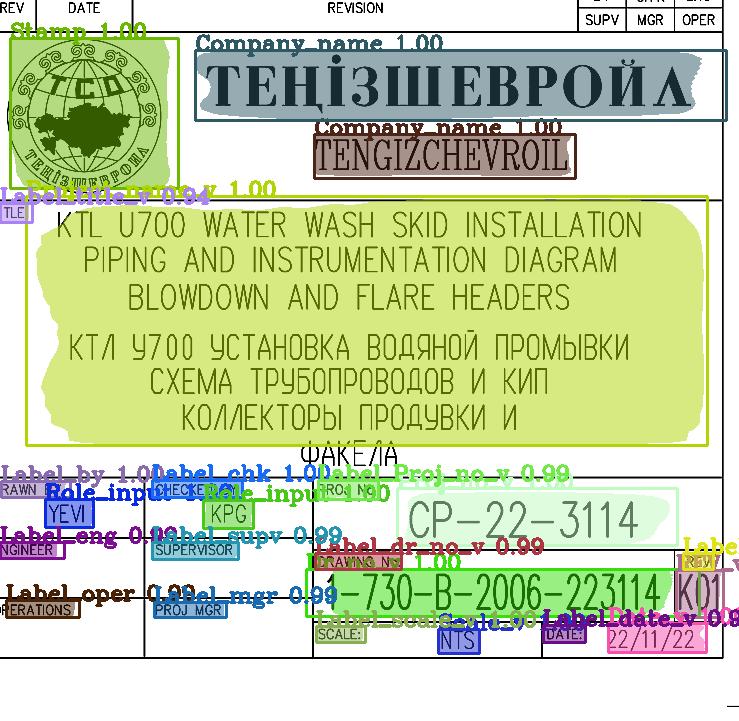 REV DATE REVISION
SUPV MGR OPER
Stamp 1.00
Company_name 1.00
ТСО
ТЕҢІЗШЕВРОЙЛ
ТЕҢІЗШЕВРОЙЛ
Company_name 1.00
TENGIZCHEVROIL
1.00
Label_title_v 0.94
TLE
KTL U700 WATER WASH SKID INSTALLATION
PIPING AND INSTRUMENTATION DIAGRAM
BLOWDOWN AND FLARE HEADERS
КТЛ У700 УСТАНОВКА ВОДЯНОЙ ПРОМЫВКИ
СХЕМА ТРУБОПРОВОДОВ И КИП
КОЛЛЕКТОРЫ ПРОДУВКИ И
ФАКЕЛА
Label_by 1.00 Label_chk 1.00 Label_Proj_no_v 0.99
RAWN CHECKED PROJ NO
Role_input 1.00 Role_input 1.00
YEVI KPG CP-22-3114
Label_eng 0.99 Label_supv 0.99 Label_dr_no_v 0.99
NGINEER SUPERVISOR DRAWING NO REV
1.00
1-730-B-2006-223114 K01
Label_oper 0.99 Label_mgr 0.99
PERATIONS PROJ MGR
Label_scale_v 1.00 Label_date_v 0.9
SCALE: NTS DATE: 22/11/22